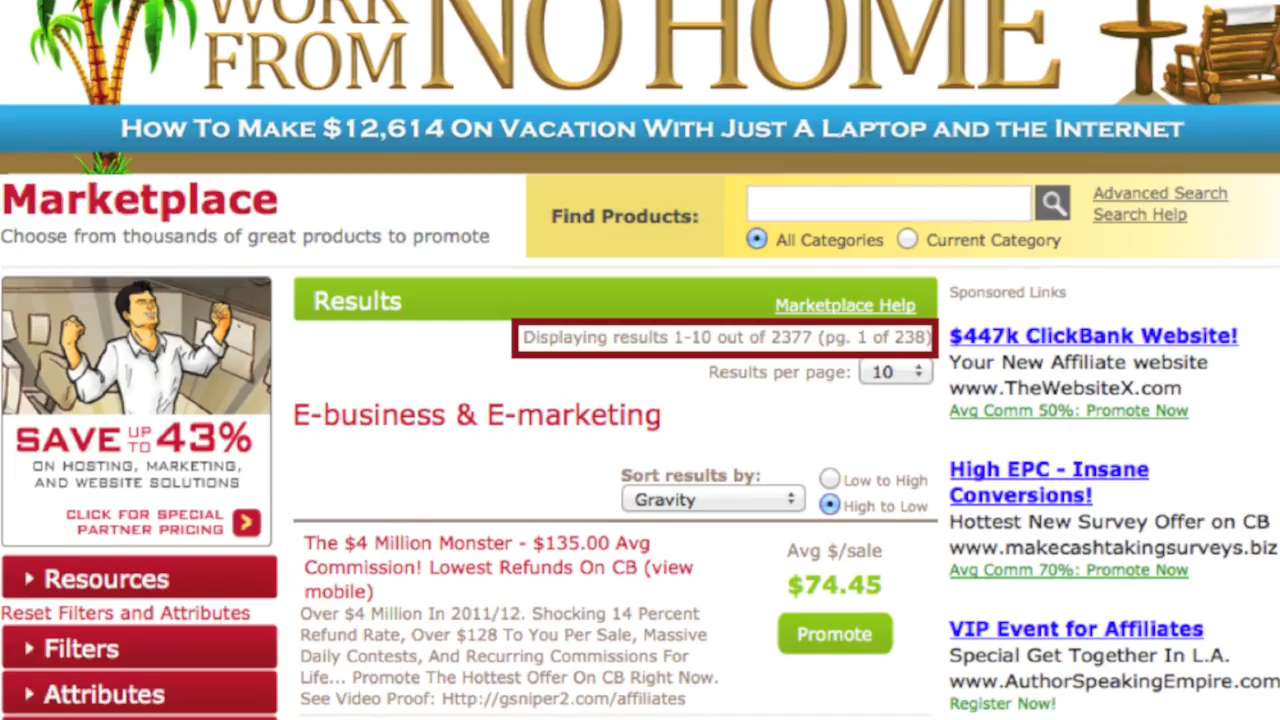 WORK
FROM NO HOME
HOW TO MAKE $12,614 ON VACATION WITH JUST A LAPTOP AND THE INTERNET
Marketplace
Choose from thousands of great products to promote
Find Products:
All Categories
Current Category
Advanced Search
Search Help
SAVE UP TO 43%
ON HOSTING, MARKETING,
AND WEBSITE SOLUTIONS
CLICK FOR SPECIAL
PARTNER PRICING
Resources
Reset Filters and Attributes
Filters
Attributes
Results
Marketplace Help
Displaying results 1-10 out of 2377 (pg. 1 of 238)
Results per page: 10
E-business & E-marketing
Sort results by:
Gravity
Low to High
High to Low
The $4 Million Monster - $135.00 Avg
Commission! Lowest Refunds On CB (view
mobile)
Over $4 Million In 2011/12. Shocking 14 Percent
Refund Rate, Over $128 To You Per Sale, Massive
Daily Contests, And Recurring Commissions For
Life... Promote The Hottest Offer On CB Right Now.
See Video Proof: Http://gsniper2.com/affiliates
Avg $/sale
$74.45
Promote
Sponsored Links
$447k ClickBank Website!
Your New Affiliate website
www.TheWebsiteX.com
Avg Comm 50%: Promote Now
High EPC - Insane
Conversions!
Hottest New Survey Offer on CB
www.makecashtakingsurveys.biz
Avg Comm 70%: Promote Now
VIP Event for Affiliates
Special Get Together In L.A.
www.AuthorSpeakingEmpire.com
Register Now!